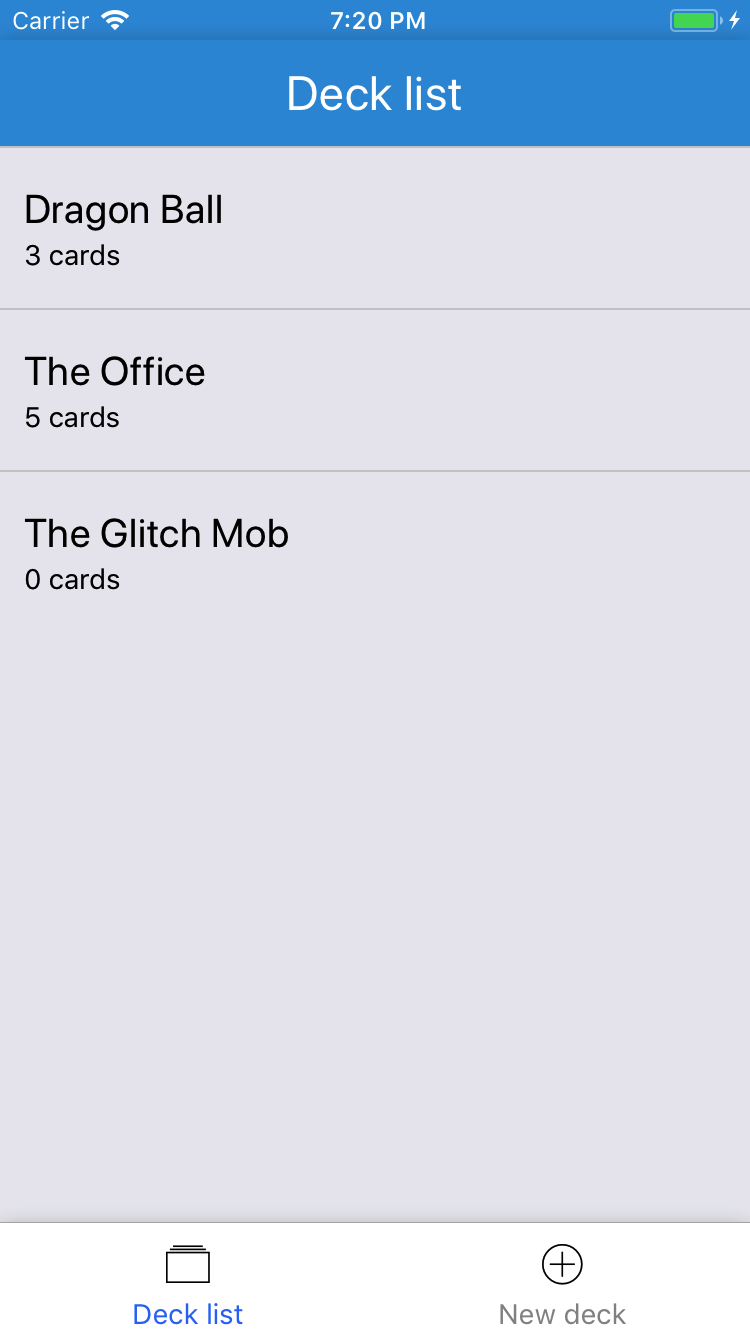 Carrier 7:20 PM
Deck list
Dragon Ball
3 cards
The Office
5 cards
The Glitch Mob
0 cards
Deck list New deck